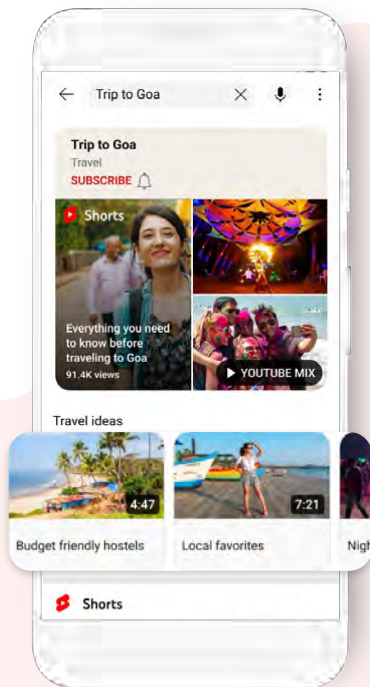 Trip to Goa
Trip to Goa
Travel
SUBSCRIBE
Shorts
Everything you need
to know before
traveling to Goa
91.4K views
YOUTUBE MIX
Travel ideas
4:47
7:21
Budget friendly hostels
Local favorites
Nigh
Shorts